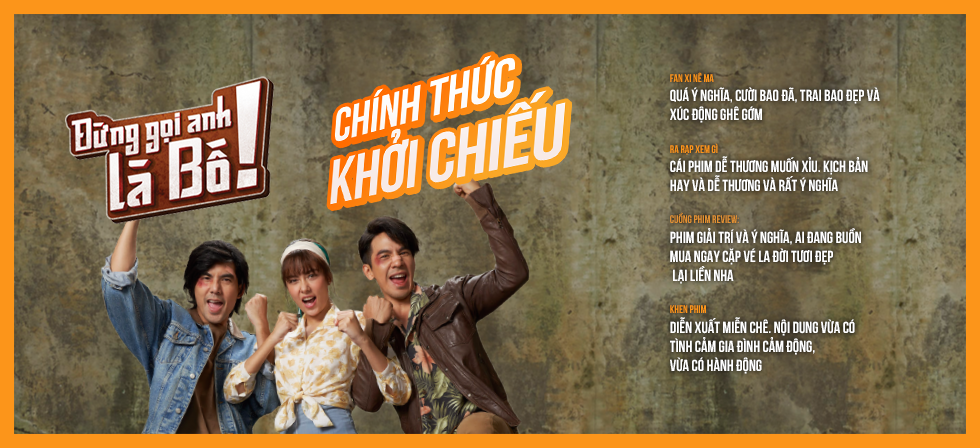 Đừng gọi anh
là Bố!
CHÍNH THỨC
KHỞI CHIẾU
FAN XI NÊ MA
QUÁ Ý NGHĨA, CƯỜI BAO ĐÃ, TRAI BAO ĐẸP VÀ
XÚC ĐỘNG GHÊ GỚM
RA RẠP XEM GÌ
CÁI PHIM DỄ THƯƠNG MUỐN XỈU. KỊCH BẢN
HAY VÀ DỄ THƯƠNG VÀ RẤT Ý NGHĨA
CUỒNG PHIM REVIEW:
PHIM GIẢI TRÍ VÀ Ý NGHĨA, AI ĐANG BUỒN
MUA NGAY CẶP VÉ LA ĐỜI TƯƠI ĐẸP
LẠI LIỀN NHA
KHEN PHIM
DIỄN XUẤT MIỄN CHÊ. NỘI DUNG VỪA CÓ
TÌNH CẢM GIA ĐÌNH CẢM ĐỘNG,
VỪA CÓ HÀNH ĐỘNG